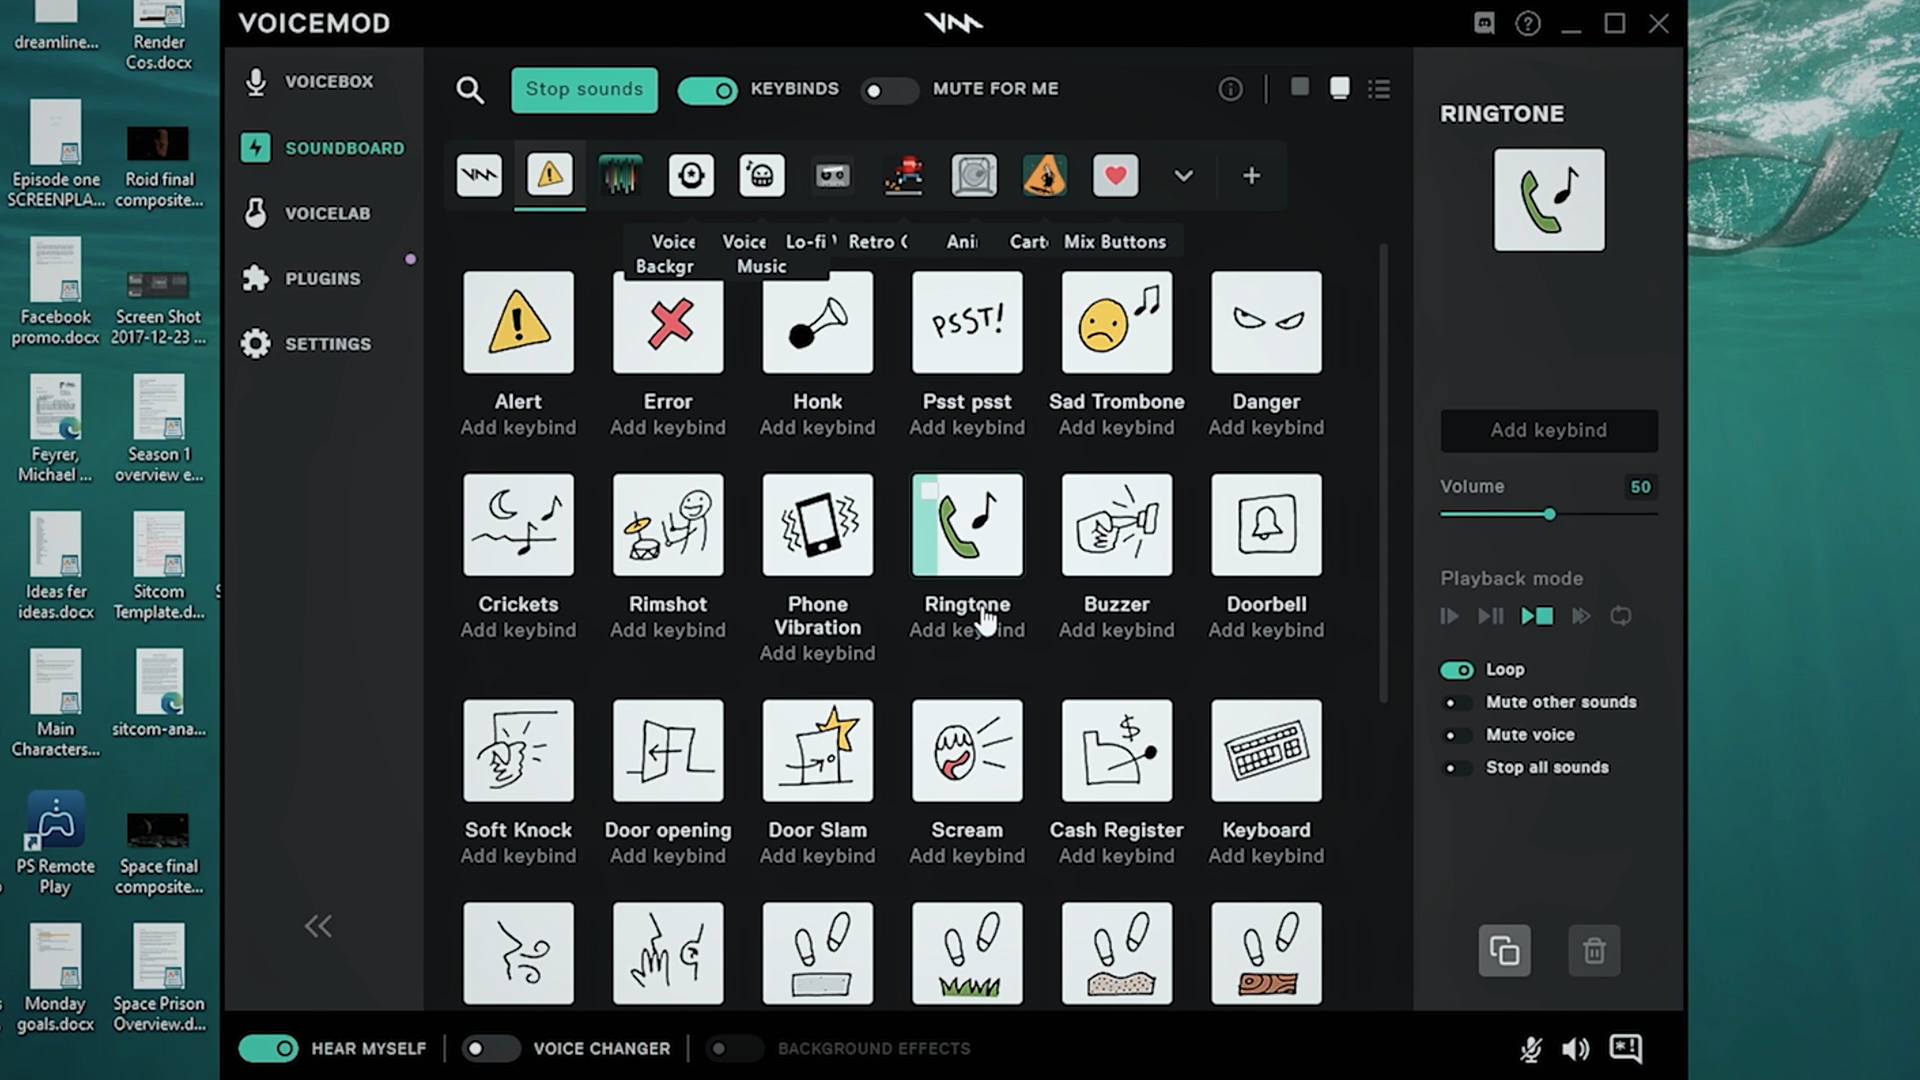 dreamline...
Render
Cos.docx
Episode one
SCREENPLA...
Roid final
composite...
Facebook
promo.docx
Screen Shot
2017-12-23 ...
Feyrer,
Michael ...
Season 1
overview e...
Ideas fer
ideas.docx
Sitcom
Template.d...
Main
Characters...
sitcom-ana...
PS Remote
Play
Space final
composite...
Monday
goals.docx
Space Prison
Overview.d...
VOICEMOD
VOICEBOX
SOUNDBOARD
VOICELAB
PLUGINS
SETTINGS
Stop sounds
KEYBINDS
MUTE FOR ME
Voice
Backgr
Voice
Music
Lo-fi
Retro
Ani
Cart
Mix Buttons
PSST!
Alert
Add keybind
Error
Add keybind
Honk
Add keybind
Psst psst
Add keybind
Sad Trombone
Add keybind
Danger
Add keybind
Crickets
Add keybind
Rimshot
Add keybind
Phone
Vibration
Add keybind
Ringtone
Add keybind
Buzzer
Add keybind
Doorbell
Add keybind
$
Soft Knock
Add keybind
Door opening
Add keybind
Door Slam
Add keybind
Scream
Add keybind
Cash Register
Add keybind
Keyboard
Add keybind
RINGTONE
Add keybind
Volume 50
Playback mode
Loop
Mute other sounds
Mute voice
Stop all sounds
HEAR MYSELF
VOICE CHANGER
BACKGROUND EFFECTS